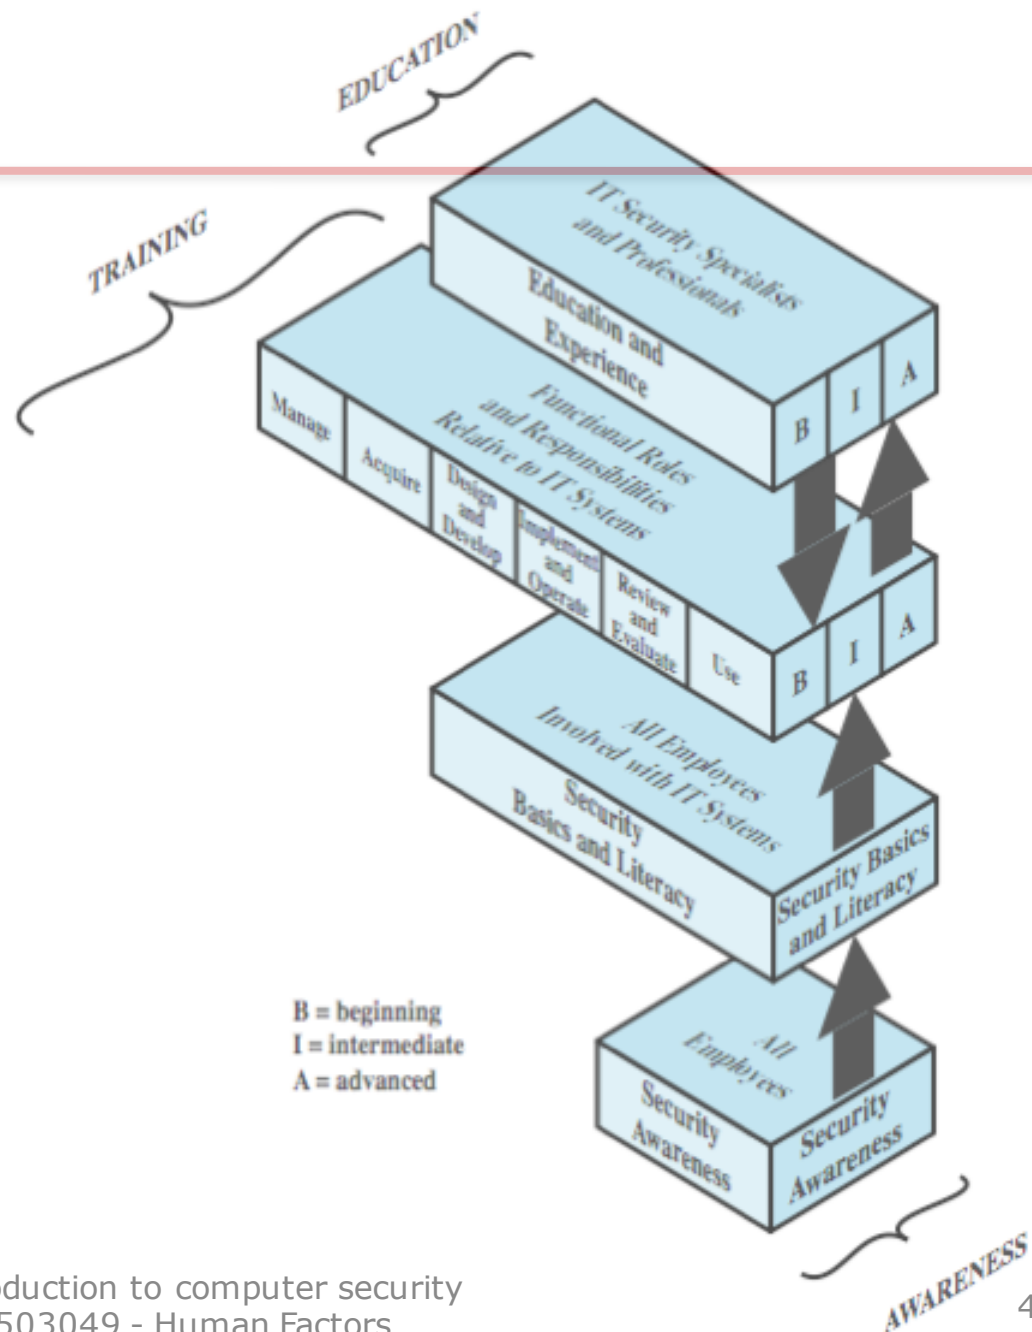 EDUCATION
TRAINING
IT Security Specialists
and Professionals
Education and
Experience
B
I
A
Functional Roles
and Responsibilities
Relative to IT Systems
Manage
Acquire
Design
and
Develop
Implement
and
Operate
Review
and
Evaluate
Use
B
I
A
All Employees
Involved with IT Systems
Security
Basics and Literacy
Security Basics
and Literacy
All
Employees
Security
Awareness
Security
Awareness
B = beginning
I = intermediate
A = advanced
AWARENESS
oduction to computer security
503049 - Human Factors
4